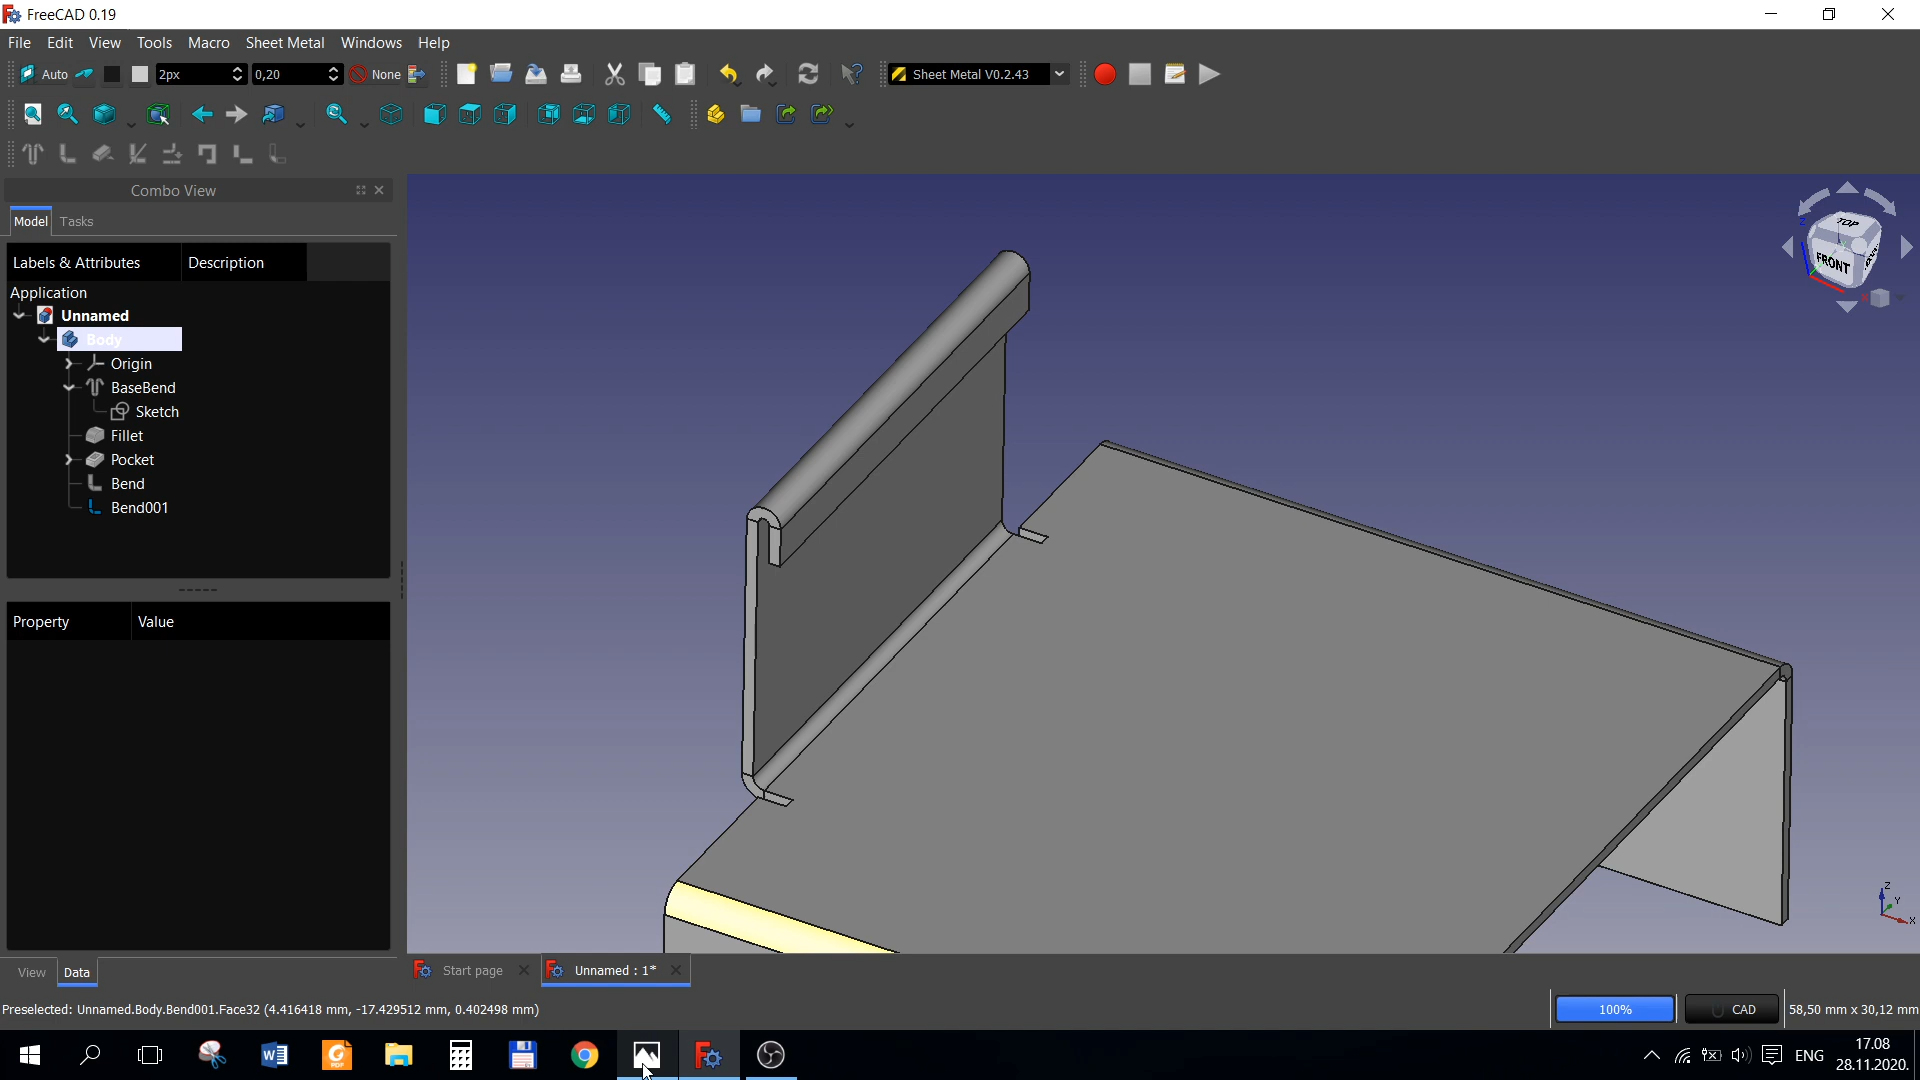 FreeCAD 0.19
File Edit View Tools Macro Sheet Metal Windows Help
Auto 2px 0,20 None Sheet Metal V0.2.43
Combo View
Model Tasks
Labels & Attributes Description
Application
Unnamed
Body
Origin
BaseBend
Sketch
Fillet
Pocket
Bend
Bend001
TOP
FRONT
Z
X
Property Value
Z
Y
X
View Data
Start page Unnamed : 1*
Preselected: Unnamed.Body.Bend001.Face32 (4.416418 mm, -17.429512 mm, 0.402498 mm)
100% CAD 58,50 mm x 30,12 mm
PDF
ENG
17.08
28.11.2020.